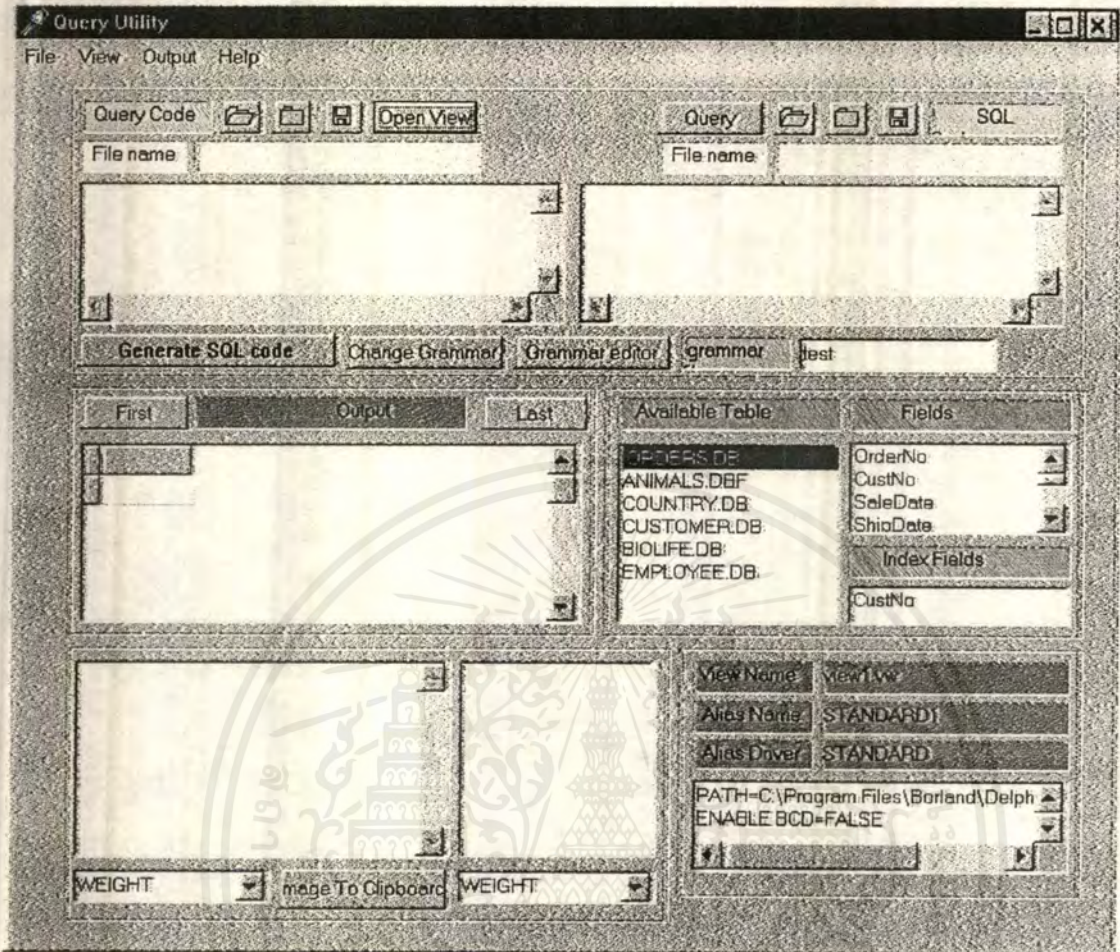 Query Utility
File View Output Help
Query Code Open View Query SQL
File name File name
Generate SQL code Change Grammar Grammar editor grammar test
First Output Last Available Table Fields
ORDERS.DB
ANIMALS.DBF
COUNTRY.DB
CUSTOMER.DB
BIOLIFE.DB
EMPLOYEE.DB
OrderNo
CustNo
SaleDate
ShipDate
Index Fields
CustNo
View Name view1.vw
Alias Name STANDARD1
Alias Driver STANDARD
PATH=C:\Program Files\Borland\Delph
ENABLE BCD=FALSE
WEIGHT mage To Clipboard WEIGHT